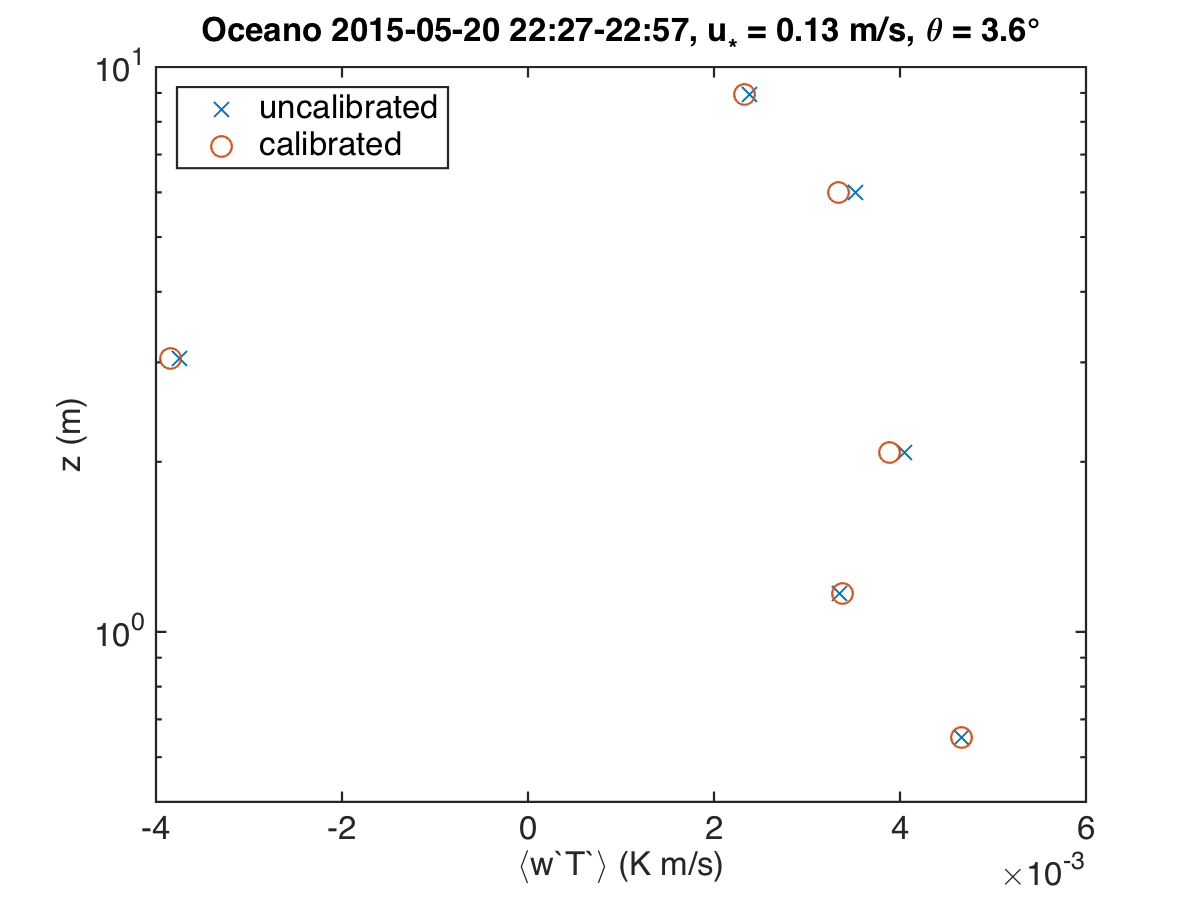 Oceano 2015-05-20 22:27-22:57, u* = 0.13 m/s, θ = 3.6°
10^1
uncalibrated
calibrated
z (m)
10^0
-4 -2 0 2 4 6
⟨w`T`⟩ (K m/s)
×10^-3